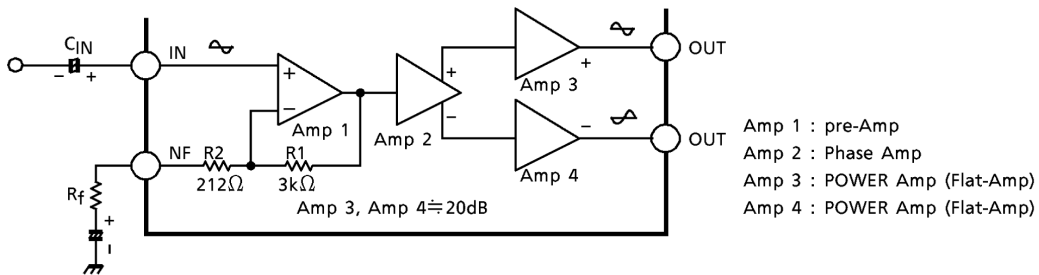 C_IN
− +
IN
OUT
+
−
Amp 1
Amp 2
+
−
Amp 3
+
Amp 4
−
OUT
NF
R2
212Ω
R1
3kΩ
R_f
+
−
Amp 3, Amp 4≒20dB
Amp 1 : pre-Amp
Amp 2 : Phase Amp
Amp 3 : POWER Amp (Flat-Amp)
Amp 4 : POWER Amp (Flat-Amp)